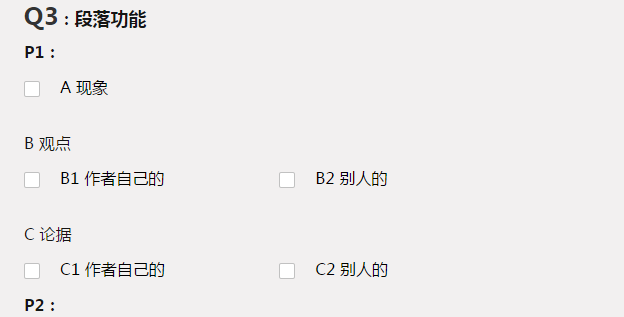 Q3：段落功能
P1：
A 现象
B 观点
B1 作者自己的 B2 别人的
C 论据
C1 作者自己的 C2 别人的
P2：